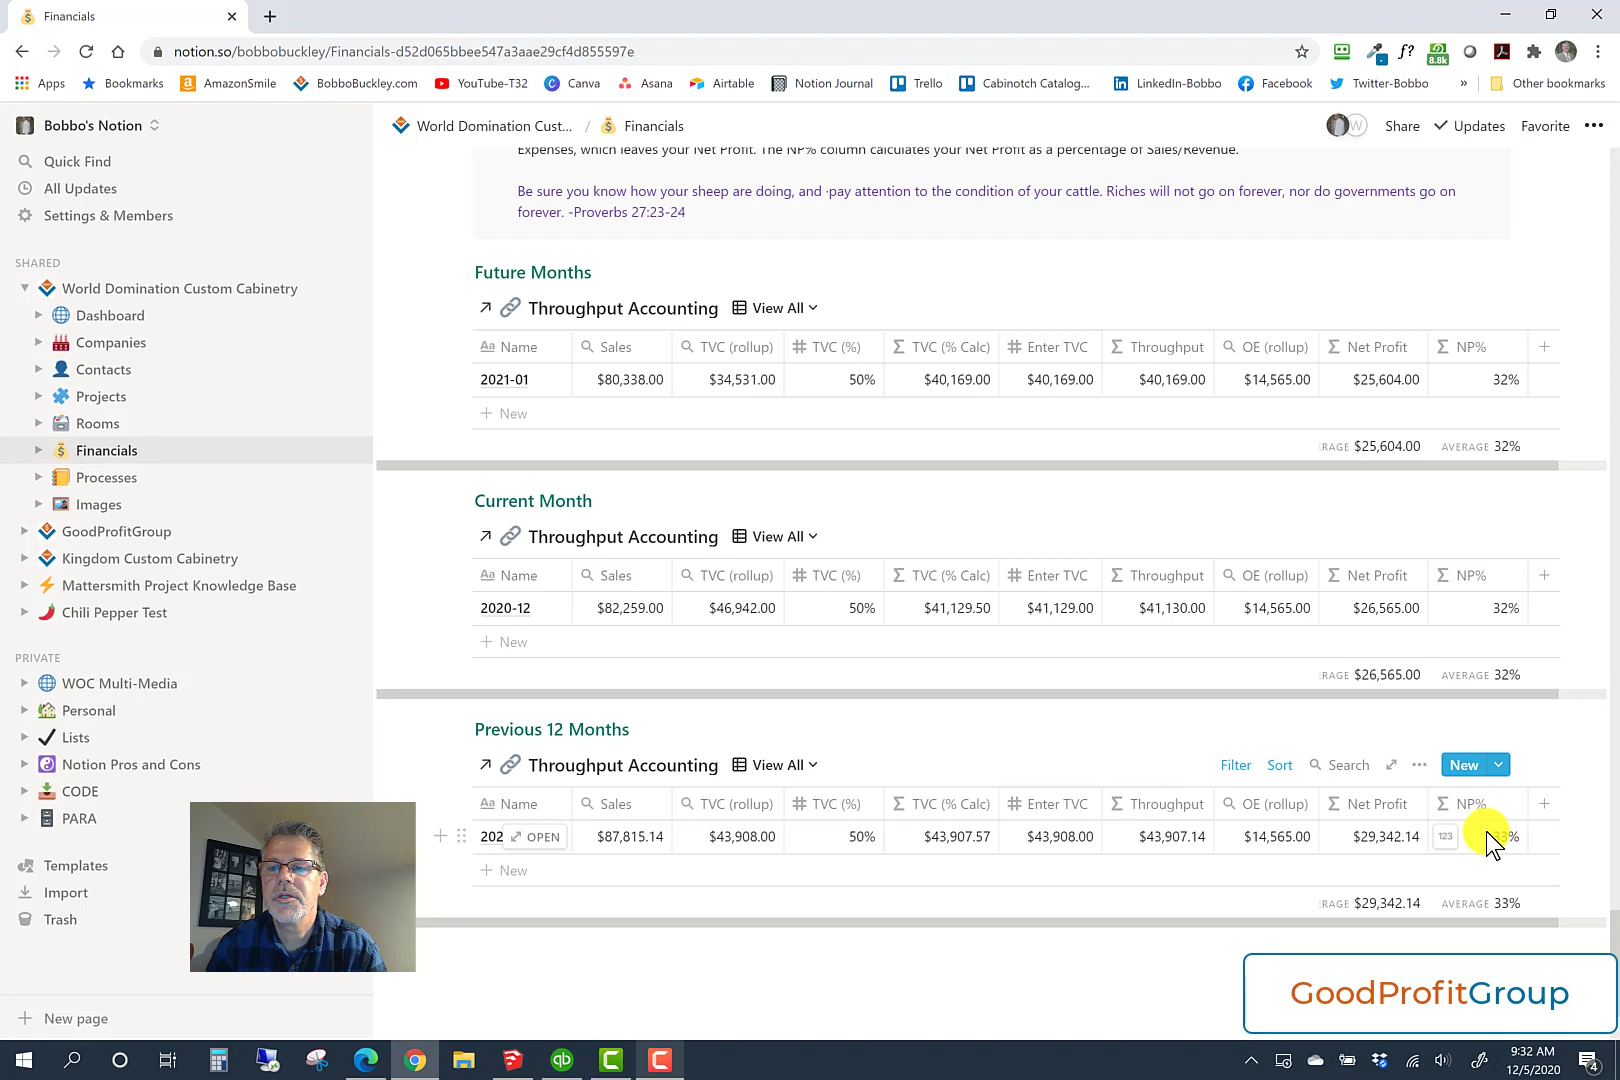 Financials
notion.so/bobbobuckley/Financials-d52d065bbee547a3aae29cf4d855597e
f?
8.8k
Apps Bookmarks AmazonSmile BobboBuckley.com YouTube-T32 Canva Asana Airtable Notion Journal Trello Cabinotch Catalog... LinkedIn-Bobbo Facebook Twitter-Bobbo » Other bookmarks
Bobbo's Notion
World Domination Cust... / Financials
W Share Updates Favorite •••
Quick Find
All Updates
Settings & Members
SHARED
World Domination Custom Cabinetry
Dashboard
Companies
Contacts
Projects
Rooms
Financials
Processes
Images
GoodProfitGroup
Kingdom Custom Cabinetry
Mattersmith Project Knowledge Base
Chili Pepper Test
PRIVATE
WOC Multi-Media
Personal
Lists
Notion Pros and Cons
CODE
PARA
Templates
Import
Trash
New page
Expenses, which leaves your Net Profit. The NP% column calculates your Net Profit as a percentage of Sales/Revenue.
Be sure you know how your sheep are doing, and ·pay attention to the condition of your cattle. Riches will not go on forever, nor do governments go on
forever. -Proverbs 27:23-24
Future Months
Throughput Accounting View All
Aa Name Sales TVC (rollup) # TVC (%) Σ TVC (% Calc) # Enter TVC Σ Throughput OE (rollup) Σ Net Profit Σ NP% +
2021-01 $80,338.00 $34,531.00 50% $40,169.00 $40,169.00 $40,169.00 $14,565.00 $25,604.00 32%
+ New
RAGE $25,604.00 AVERAGE 32%
Current Month
Throughput Accounting View All
Aa Name Sales TVC (rollup) # TVC (%) Σ TVC (% Calc) # Enter TVC Σ Throughput OE (rollup) Σ Net Profit Σ NP% +
2020-12 $82,259.00 $46,942.00 50% $41,129.50 $41,129.00 $41,130.00 $14,565.00 $26,565.00 32%
+ New
RAGE $26,565.00 AVERAGE 32%
Previous 12 Months
Throughput Accounting View All Filter Sort Search ••• New
Aa Name Sales TVC (rollup) # TVC (%) Σ TVC (% Calc) # Enter TVC Σ Throughput OE (rollup) Σ Net Profit Σ NP% +
202 OPEN $87,815.14 $43,908.00 50% $43,907.57 $43,908.00 $43,907.14 $14,565.00 $29,342.14 123 33%
+ New
RAGE $29,342.14 AVERAGE 33%
GoodProfitGroup
qb
9:32 AM
12/5/2020
4